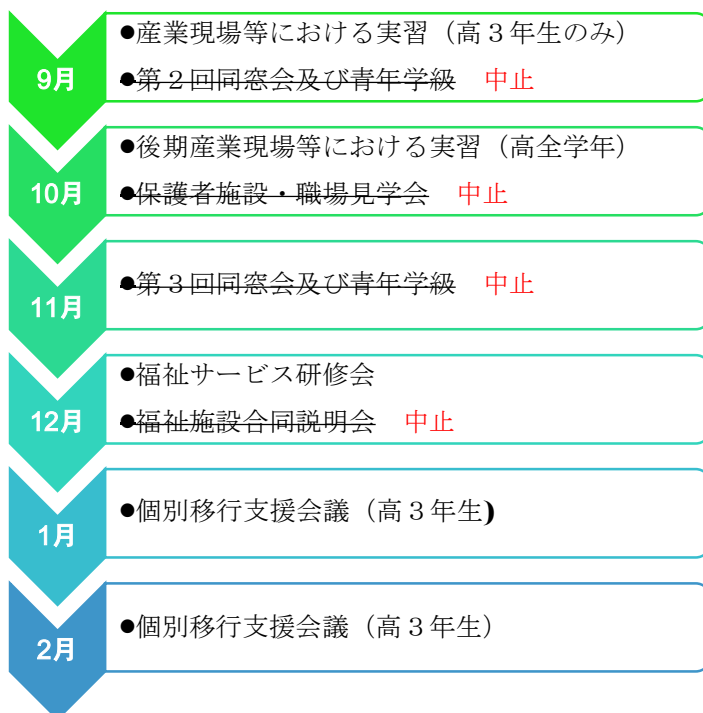 9月
●産業現場等における実習（高３年生のみ）
●第２回同窓会及び青年学級　中止
10月
●後期産業現場等における実習（高全学年）
●保護者施設・職場見学会　中止
11月
●第３回同窓会及び青年学級　中止
12月
●福祉サービス研修会
●福祉施設合同説明会　中止
1月
●個別移行支援会議（高３年生)
2月
●個別移行支援会議（高３年生）